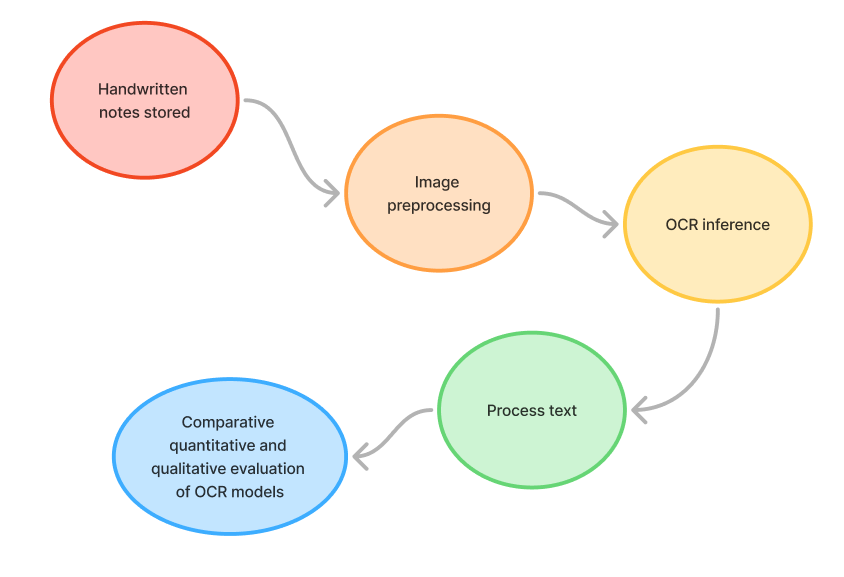 Handwritten
notes stored
Image
preprocessing
OCR inference
Process text
Comparative
quantitative and
qualitative evaluation
of OCR models